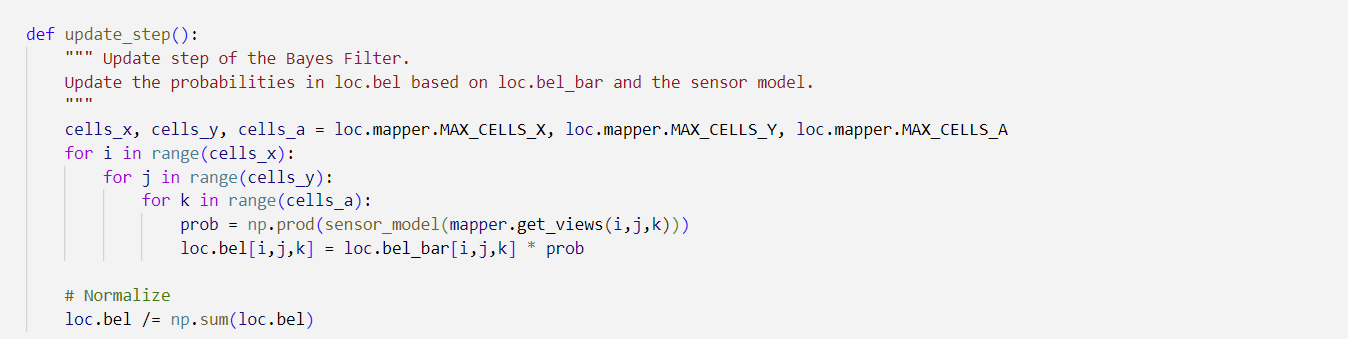 def update_step():
    """ Update step of the Bayes Filter.
    Update the probabilities in loc.bel based on loc.bel_bar and the sensor model.
    """
    cells_x, cells_y, cells_a = loc.mapper.MAX_CELLS_X, loc.mapper.MAX_CELLS_Y, loc.mapper.MAX_CELLS_A
    for i in range(cells_x):
        for j in range(cells_y):
            for k in range(cells_a):
                prob = np.prod(sensor_model(mapper.get_views(i,j,k)))
                loc.bel[i,j,k] = loc.bel_bar[i,j,k] * prob
    # Normalize
    loc.bel /= np.sum(loc.bel)